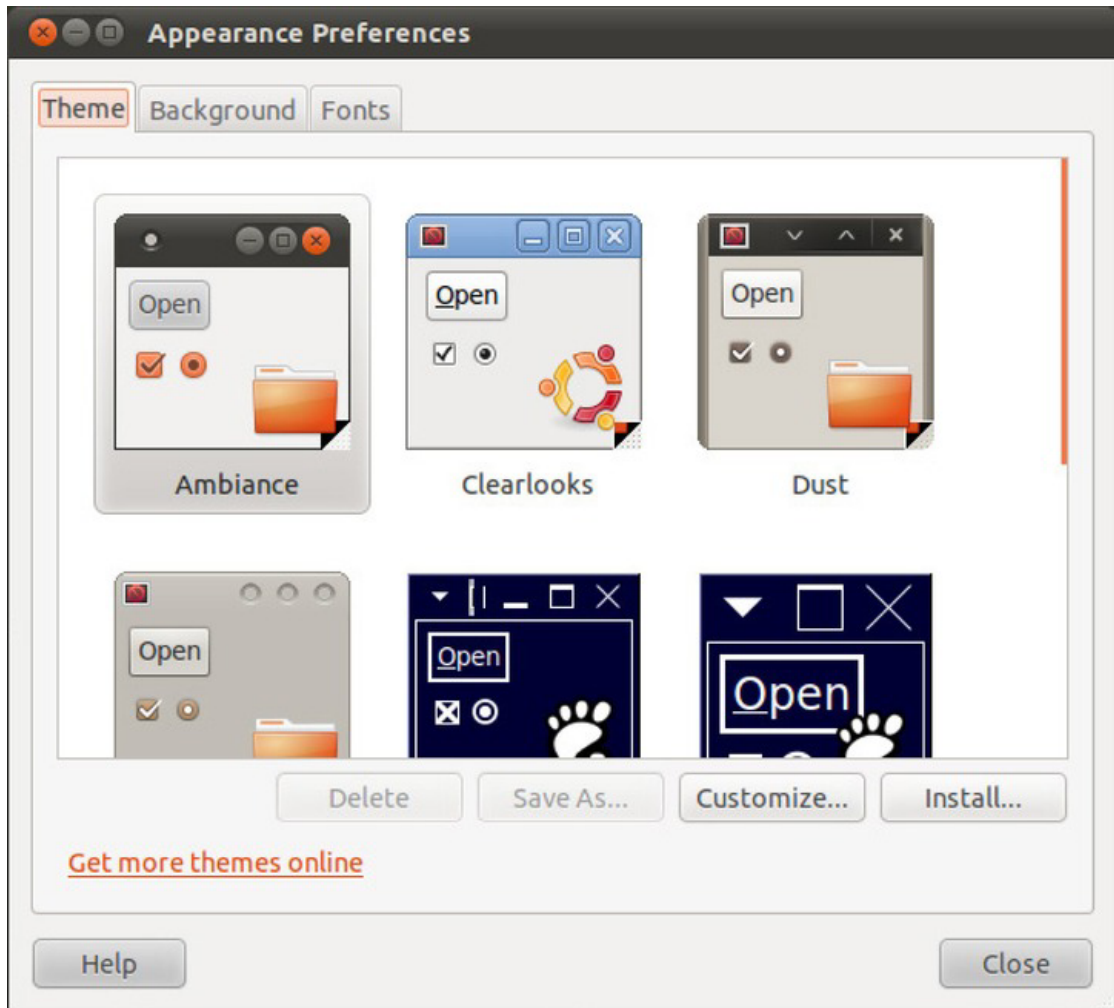 Appearance Preferences
Theme Background Fonts
Open Open Open
Ambiance Clearlooks Dust
Open Open Open
Delete Save As... Customize... Install...
Get more themes online
Help Close